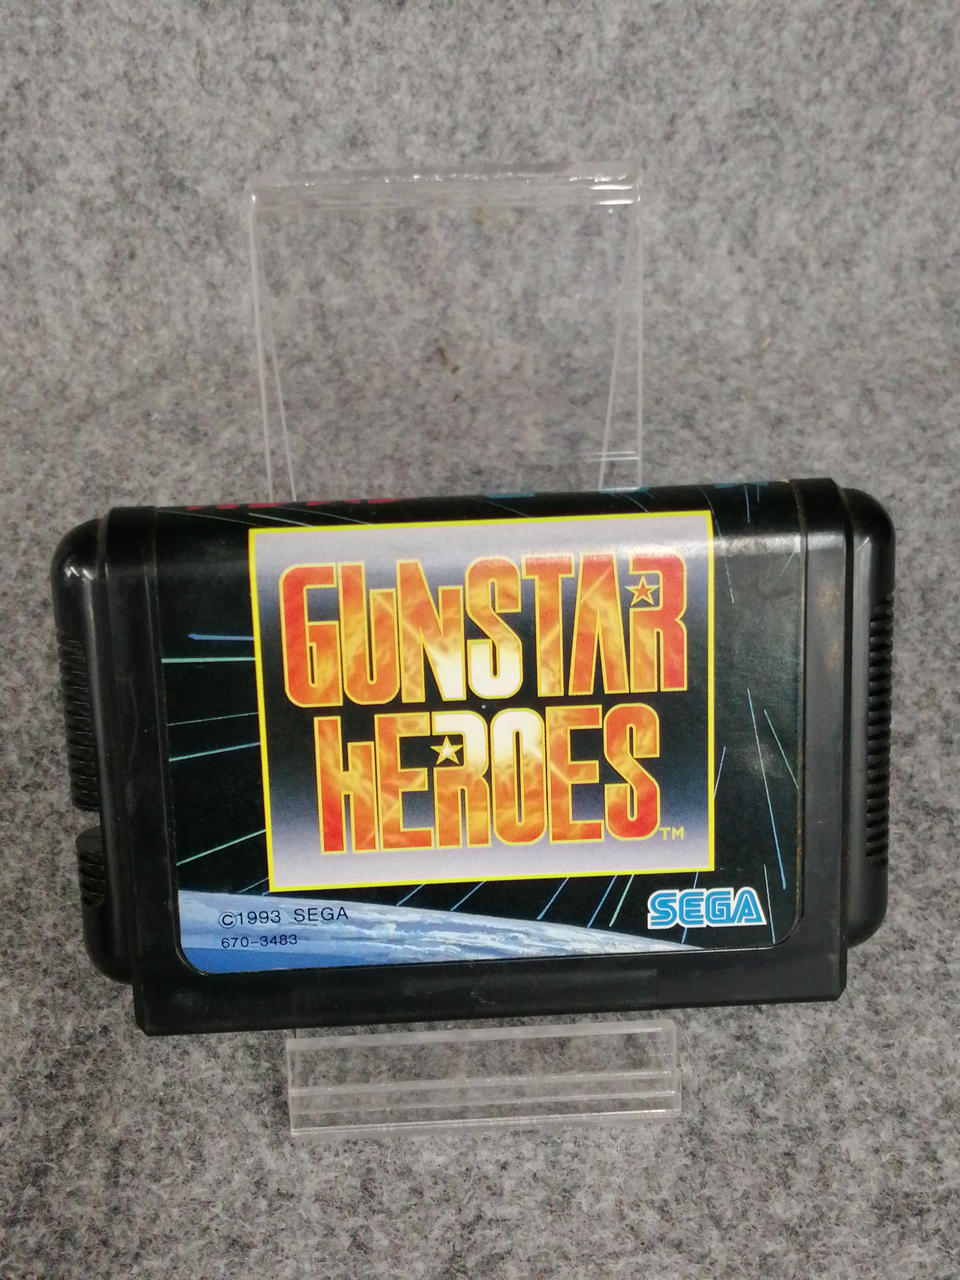 GUNSTAR
HEROES™
©1993 SEGA
670-3483
SEGA